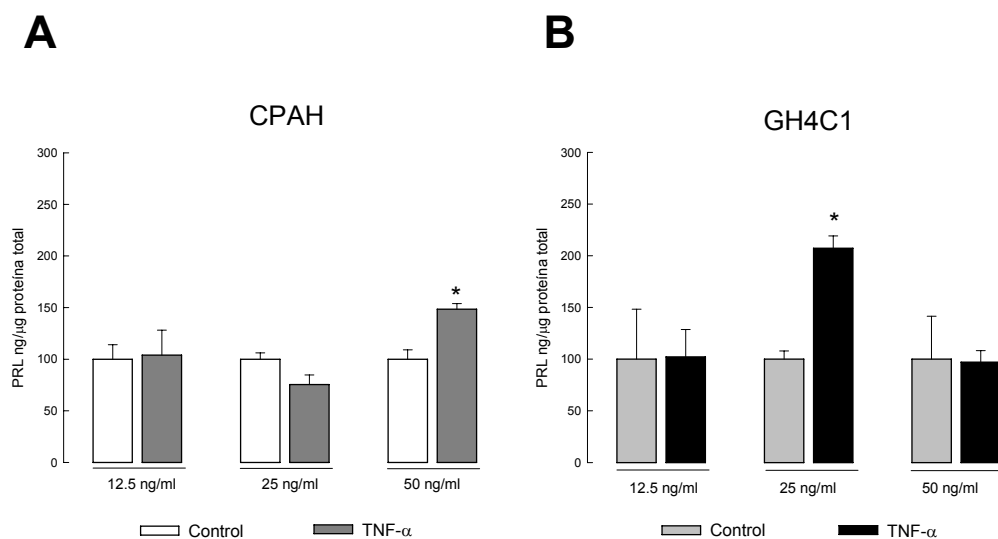 A
CPAH
PRL ng/µg proteína total
300
250
200
150
100
50
0
*
12.5 ng/ml
25 ng/ml
50 ng/ml
Control
TNF-α
B
GH4C1
PRL ng/µg proteína total
300
250
200
150
100
50
0
*
12.5 ng/ml
25 ng/ml
50 ng/ml
Control
TNF-α